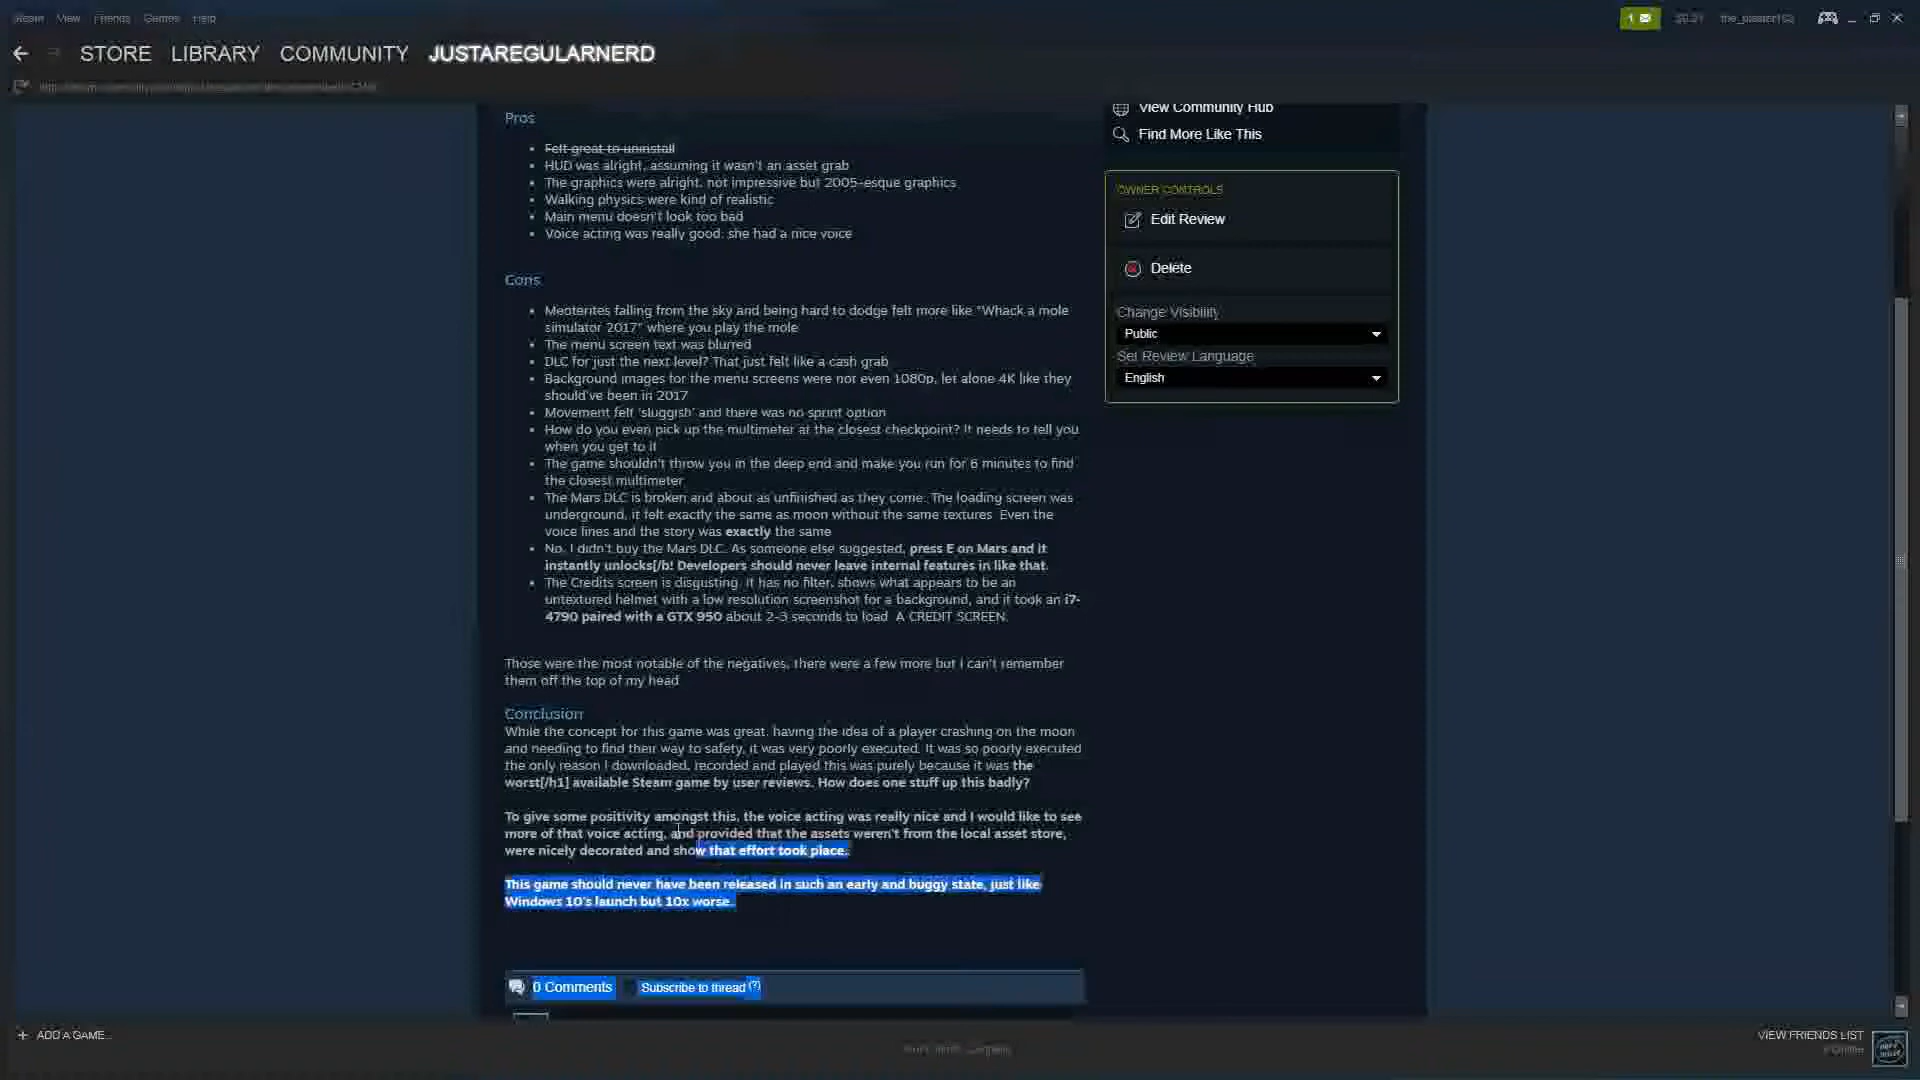 Steam View Friends Games Help
1
STORE LIBRARY COMMUNITY JUSTAREGULARNERD
View Community Hub
Find More Like This
OWNER CONTROLS
Edit Review
Delete
Change Visibility
Public
Set Review Language
English
Pros
Felt great to uninstall
HUD was alright, assuming it wasn't an asset grab
The graphics were alright, not impressive but 2005-esque graphics
Walking physics were kind of realistic
Main menu doesn't look too bad
Voice acting was really good, she had a nice voice
Cons
Meoterites falling from the sky and being hard to dodge felt more like "Whack a mole
simulator 2017" where you play the mole
The menu screen text was blurred
DLC for just the next level? That just felt like a cash grab
Background images for the menu screens were not even 1080p, let alone 4K like they
should've been in 2017
Movement felt 'sluggish' and there was no sprint option
How do you even pick up the multimeter at the closest checkpoint? It needs to tell you
when you get to it
The game shouldn't throw you in the deep end and make you run for 6 minutes to find
the closest multimeter
The Mars DLC is broken and about as unfinished as they come. The loading screen was
underground, it felt exactly the same as moon without the same textures. Even the
voice lines and the story was exactly the same
No, I didn't buy the Mars DLC. As someone else suggested, press E on Mars and it
instantly unlocks[/b! Developers should never leave internal features in like that.
The Credits screen is disgusting. It has no filter, shows what appears to be an
untextured helmet with a low resolution screenshot for a background, and it took an i7-
4790 paired with a GTX 950 about 2-3 seconds to load. A CREDIT SCREEN.
Those were the most notable of the negatives, there were a few more but I can't remember
them off the top of my head
Conclusion
While the concept for this game was great, having the idea of a player crashing on the moon
and needing to find their way to safety, it was very poorly executed. It was so poorly executed
the only reason I downloaded, recorded and played this was purely because it was the
worst[/h1] available Steam game by user reviews. How does one stuff up this badly?
To give some positivity amongst this, the voice acting was really nice and I would like to see
more of that voice acting, and provided that the assets weren't from the local asset store,
were nicely decorated and show that effort took place.
This game should never have been released in such an early and buggy state, just like
Windows 10's launch but 10x worse.
0 Comments Subscribe to thread (?)
+ ADD A GAME...
VIEW FRIENDS LIST